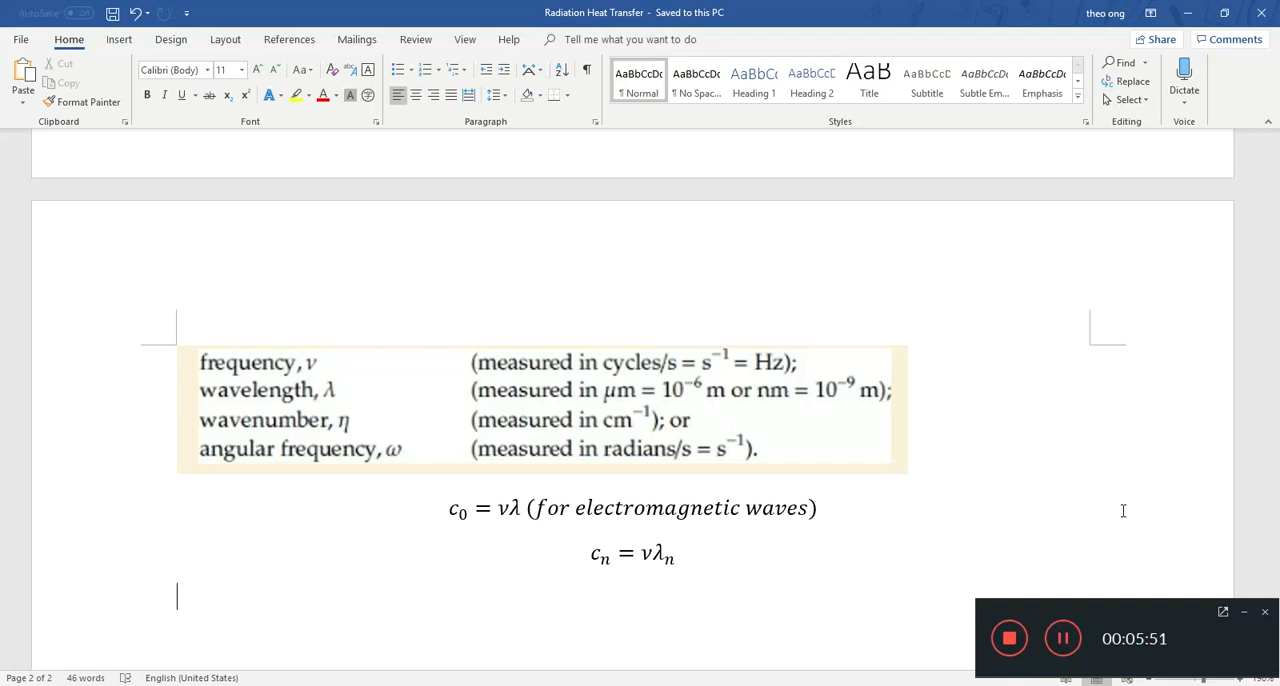 AutoSave Off
Radiation Heat Transfer - Saved to this PC
theo ong
File Home Insert Design Layout References Mailings Review View Help Tell me what you want to do
Share Comments
Paste
Cut
Copy
Format Painter
Calibri (Body) 11
AaBbCcDc AaBbCcDc AaBbCc AaBbCcD AaB AaBbCcD AaBbCcDc AaBbCcDc
¶ Normal ¶ No Spac... Heading 1 Heading 2 Title Subtitle Subtle Em... Emphasis
Find
Replace
Select
Dictate
Clipboard Font Paragraph Styles Editing Voice
frequency, ν (measured in cycles/s = s⁻¹ = Hz);
wavelength, λ (measured in μm = 10⁻⁶ m or nm = 10⁻⁹ m);
wavenumber, η (measured in cm⁻¹); or
angular frequency, ω (measured in radians/s = s⁻¹).
c₀ = νλ (for electromagnetic waves)
cₙ = νλₙ
00:05:51
Page 2 of 2 46 words English (United States)